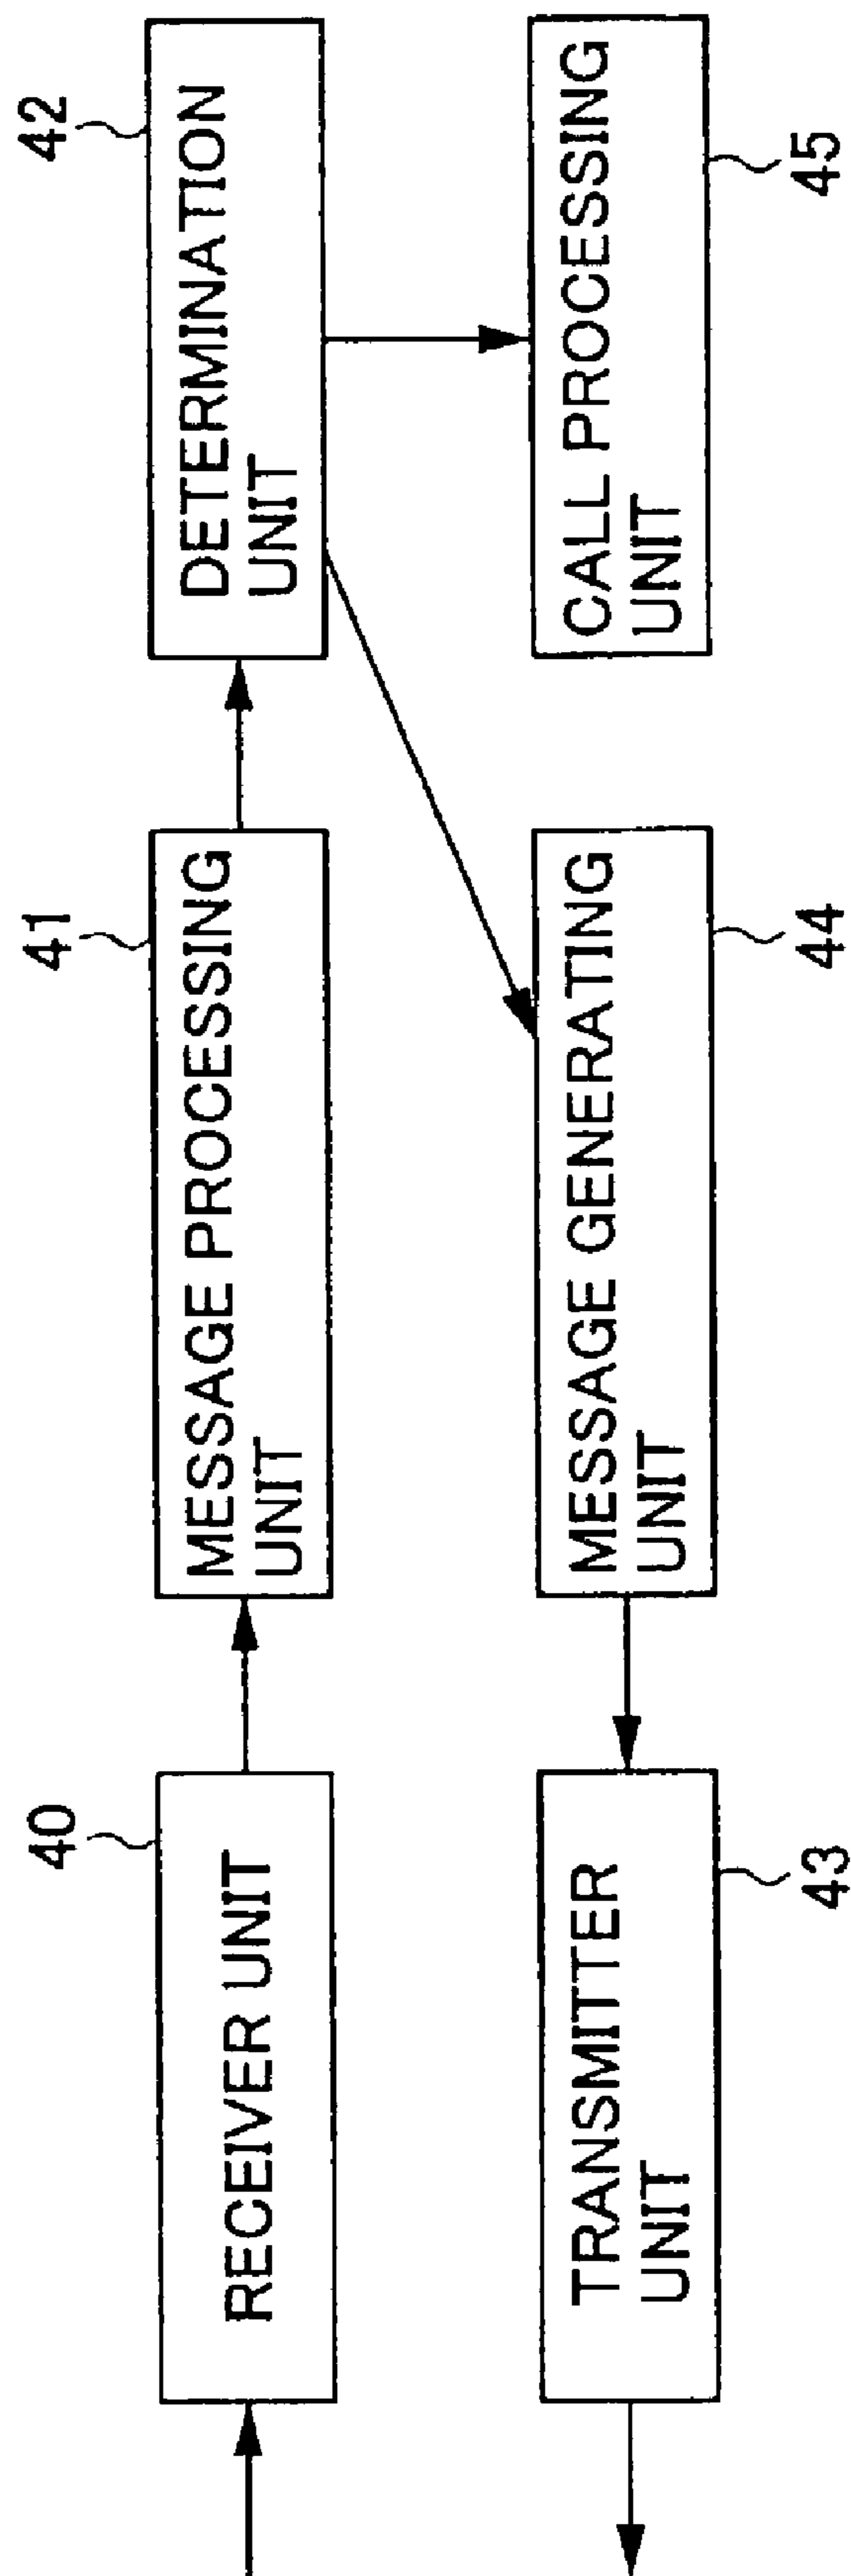 40
RECEIVER UNIT
41
MESSAGE PROCESSING
UNIT
42
DETERMINATION
UNIT
TRANSMITTER
UNIT
43
MESSAGE GENERATING
UNIT
44
CALL PROCESSING
UNIT
45